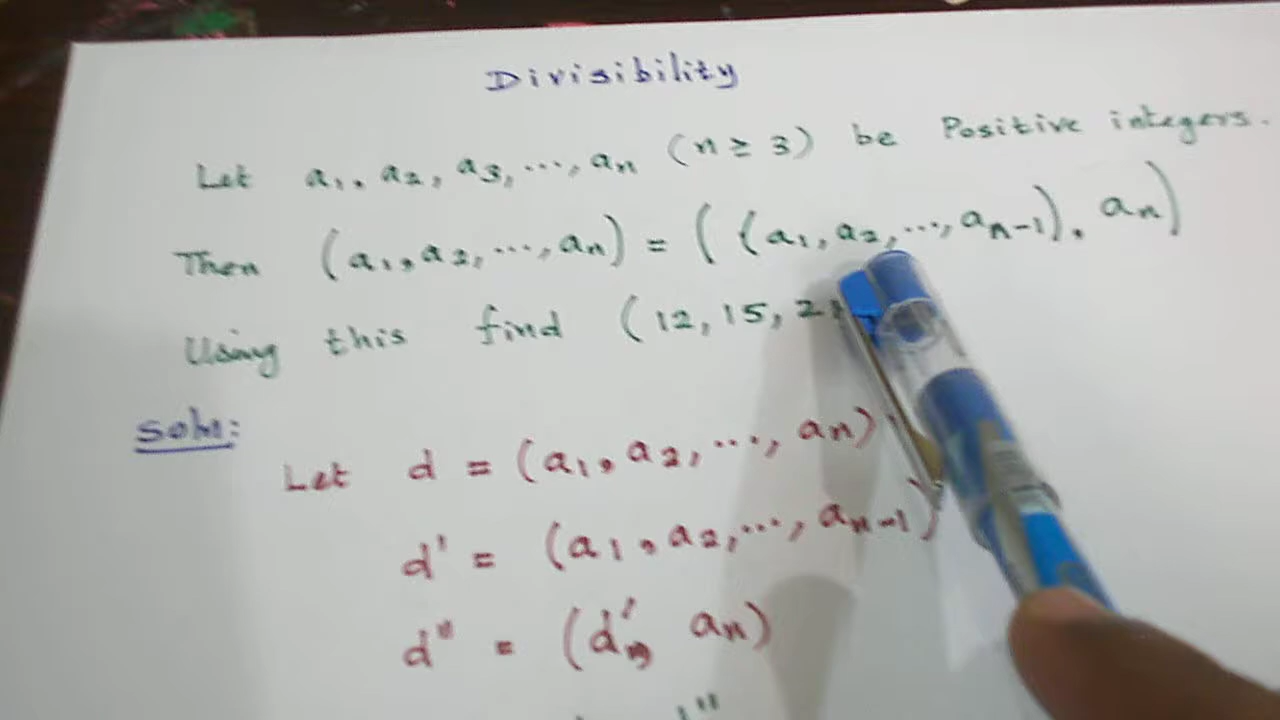 Divisibility
Let a₁, a₂, a₃, ..., aₙ (n ≥ 3) be Positive integers.
Then (a₁, a₂, ..., aₙ) = ((a₁, a₂, ..., aₙ₋₁), aₙ)
Using this find (12, 15, 2
Soln:
Let d = (a₁, a₂, ..., aₙ)
d' = (a₁, a₂, ..., aₙ₋₁)
d" = (d', aₙ)